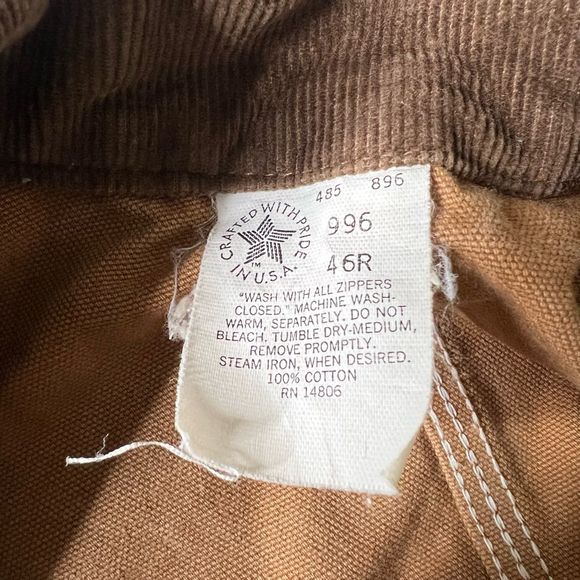 485 896
CRAFTED WITH PRIDE
IN U.S.A.
TM
996
46R
"WASH WITH ALL ZIPPERS
CLOSED." MACHINE WASH-
WARM, SEPARATELY. DO NOT
BLEACH. TUMBLE DRY-MEDIUM,
REMOVE PROMPTLY.
STEAM IRON, WHEN DESIRED.
100% COTTON
RN 14806